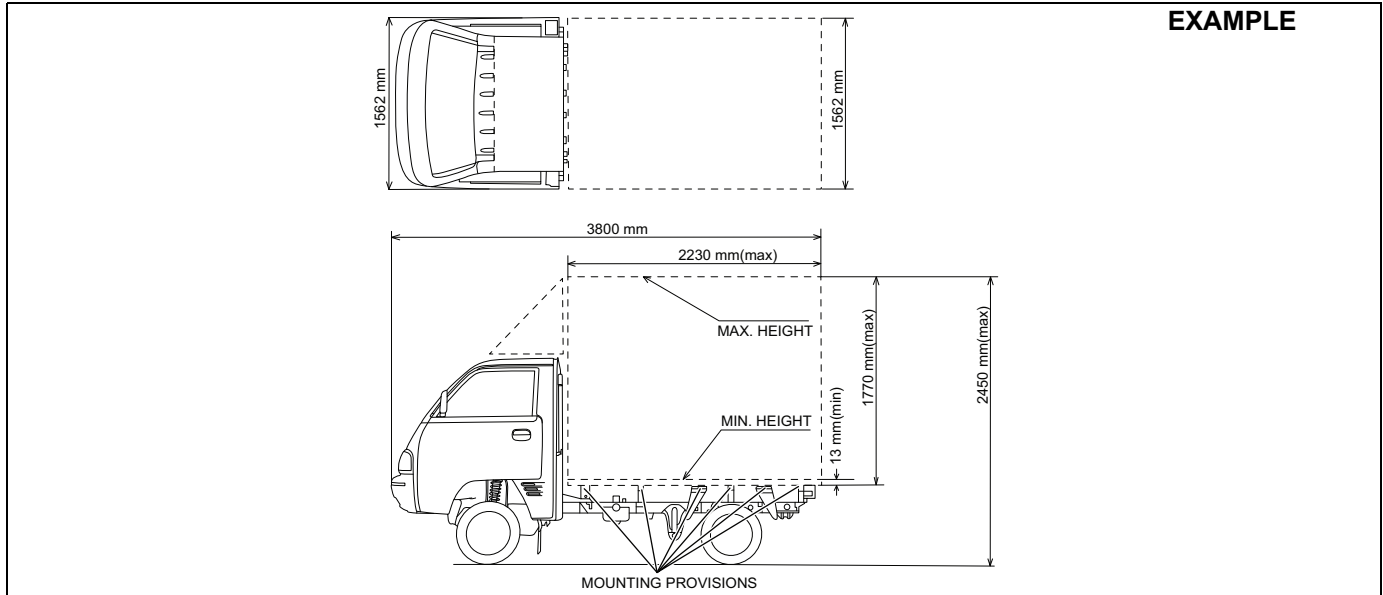 EXAMPLE
1562 mm
1562 mm
3800 mm
2230 mm(max)
MAX. HEIGHT
1770 mm(max)
2450 mm(max)
MIN. HEIGHT
13 mm(min)
MOUNTING PROVISIONS